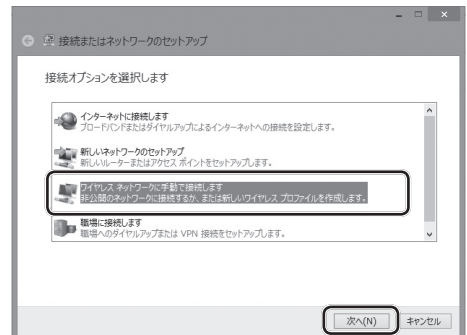 接続またはネットワークのセットアップ
接続オプションを選択します
インターネットに接続します
ブロードバンドまたはダイヤルアップによるインターネットへの接続を設定します。
新しいネットワークのセットアップ
新しいルーターまたはアクセス ポイントをセットアップします。
ワイヤレス ネットワークに手動で接続します
非公開のネットワークに接続するか、または新しいワイヤレス プロファイルを作成します。
職場に接続します
職場へのダイヤルアップまたは VPN 接続をセットアップします。
次へ(N) キャンセル